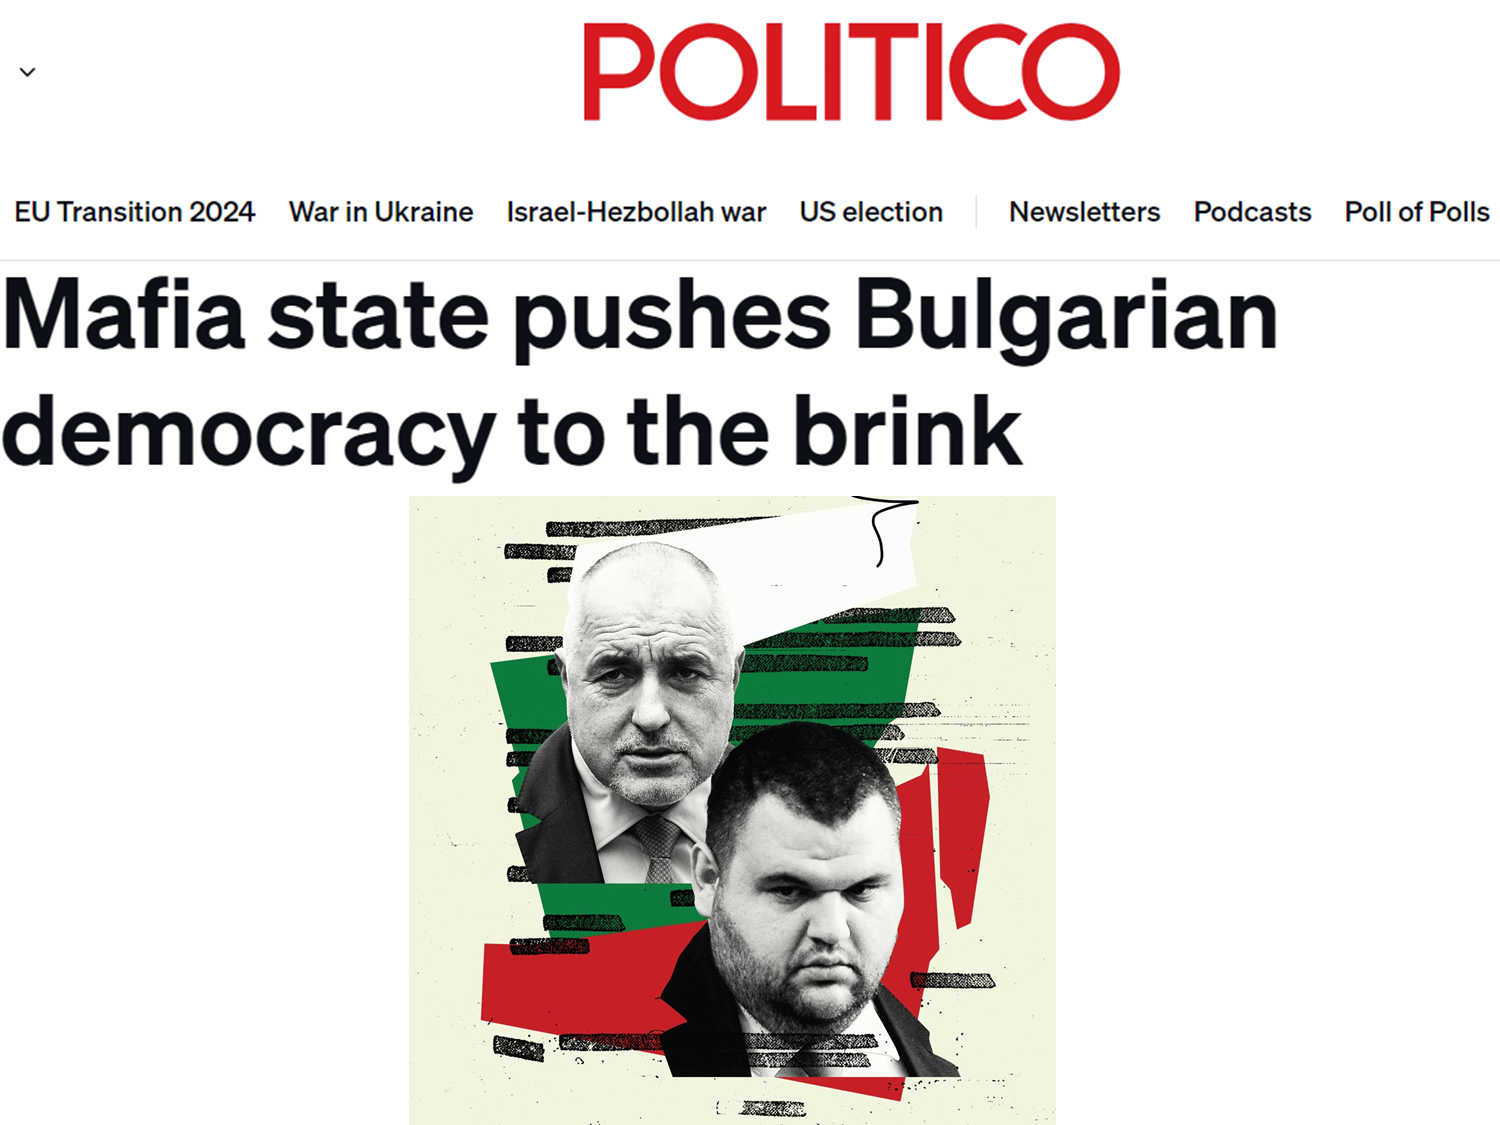 POLITICO
EU Transition 2024 War in Ukraine Israel-Hezbollah war US election Newsletters Podcasts Poll of Polls
Mafia state pushes Bulgarian
democracy to the brink